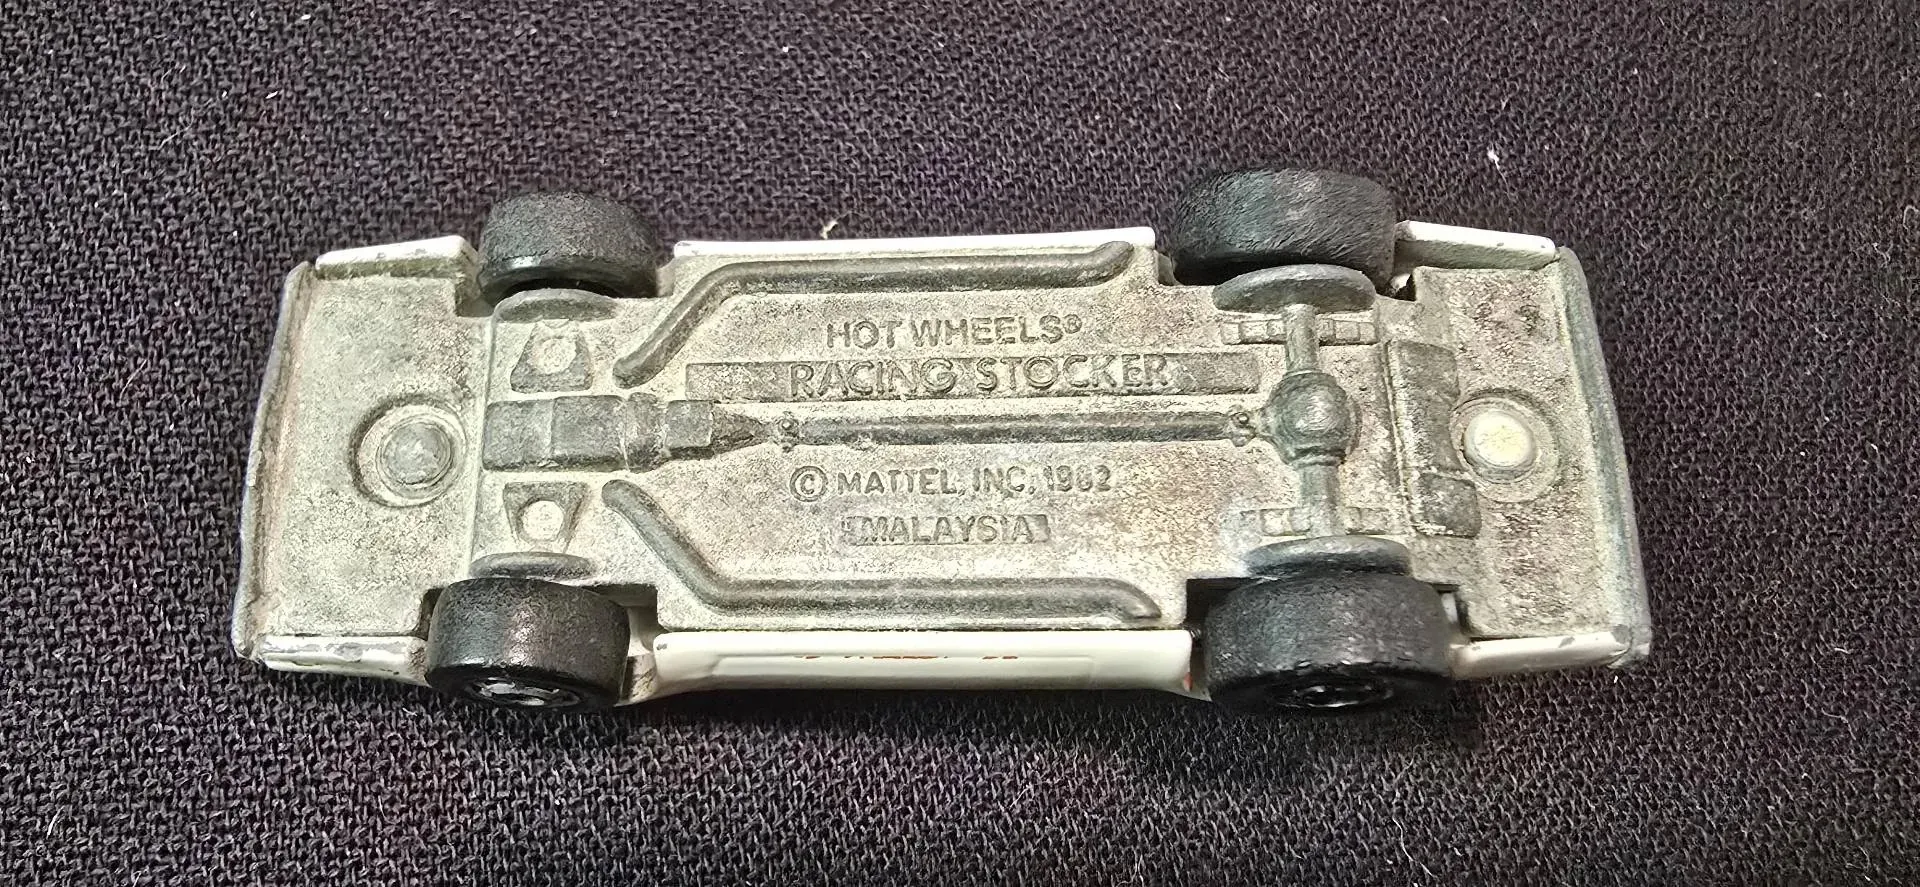 HOT WHEELS®
RACING STOCKER
© MATTEL, INC. 1982
MALAYSIA